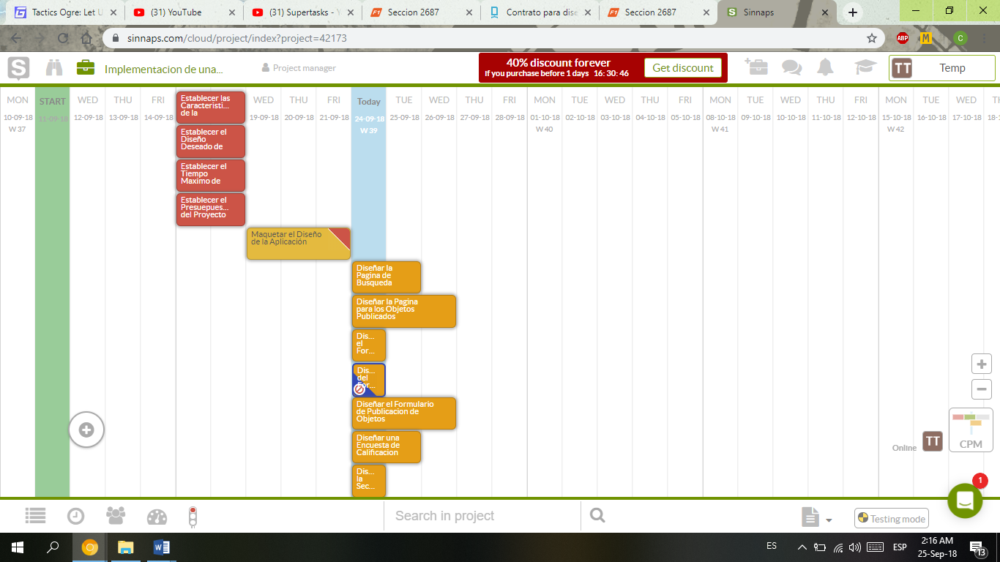 Tactics Ogre: Let U
(31) YouTube
(31) Supertasks - Y
Seccion 2687
Contrato para dise
Seccion 2687
Sinnaps
sinnaps.com/cloud/project/index?project=42173
ABP
M
C
S
Implementacion de una...
Project manager
40% discount forever
If you purchase before 1 days 16: 30: 46
Get discount
TT
Temp
MON START WED THU FRI WED THU FRI Today TUE WED THU FRI MON TUE WED THU FRI MON TUE WED THU FRI MON TUE WED TH
10-09-18 11-09-18 12-09-18 13-09-18 14-09-18 19-09-18 20-09-18 21-09-18 24-09-18 25-09-18 26-09-18 27-09-18 28-09-18 01-10-18 02-10-18 03-10-18 04-10-18 05-10-18 08-10-18 09-10-18 10-10-18 11-10-18 12-10-18 15-10-18 16-10-18 17-10-18 18-1
W 37 W 39 W 40 W 41 W 42
Establecer las
Caracteristi...
de la
Establecer el
Diseño
Deseado de
Establecer el
Tiempo
Maximo de
Establecer el
Presuepues...
del Proyecto
Maquetar el Diseño
de la Aplicación
Diseñar la
Pagina de
Busqueda
Diseñar la Pagina
para los Objetos
Publicados
Dis...
el
For...
Dis...
del
For...
Diseñar el Formulario
de Publicacion de
Objetos
Diseñar una
Encuesta de
Calificacion
Dis...
la
Sec...
Online
TT
CPM
1
Search in project
Testing mode
ES
ESP
2:16 AM
25-Sep-18
13